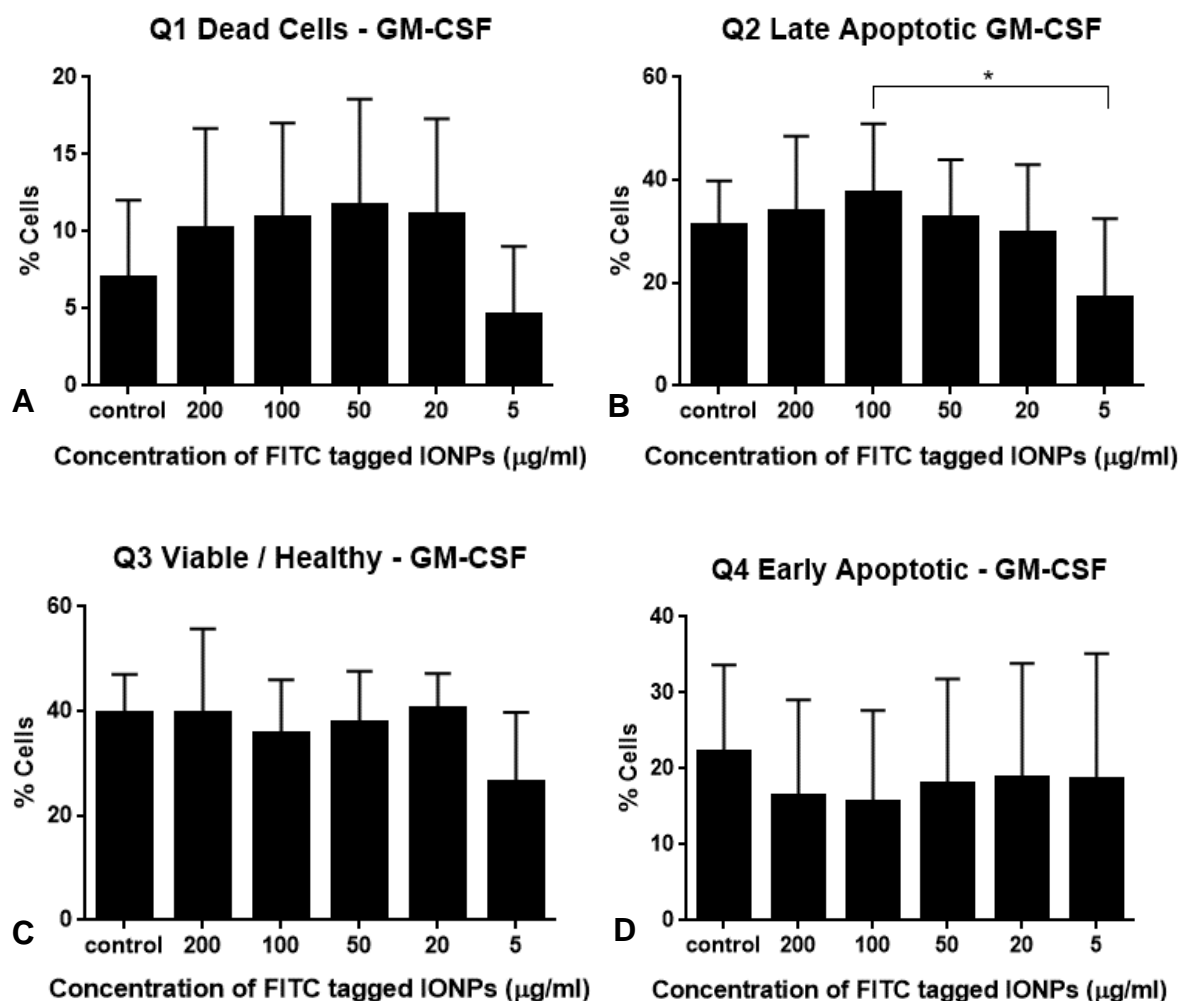 Q1 Dead Cells - GM-CSF
% Cells
20
15
10
5
0
control 200 100 50 20 5
Concentration of FITC tagged IONPs (μg/ml)
A
Q2 Late Apoptotic GM-CSF
*
% Cells
60
40
20
0
control 200 100 50 20 5
Concentration of FITC tagged IONPs (μg/ml)
B
Q3 Viable / Healthy - GM-CSF
% Cells
60
40
20
0
control 200 100 50 20 5
Concentration of FITC tagged IONPs (μg/ml)
C
Q4 Early Apoptotic - GM-CSF
% Cells
40
30
20
10
0
control 200 100 50 20 5
Concentration of FITC tagged IONPs (μg/ml)
D